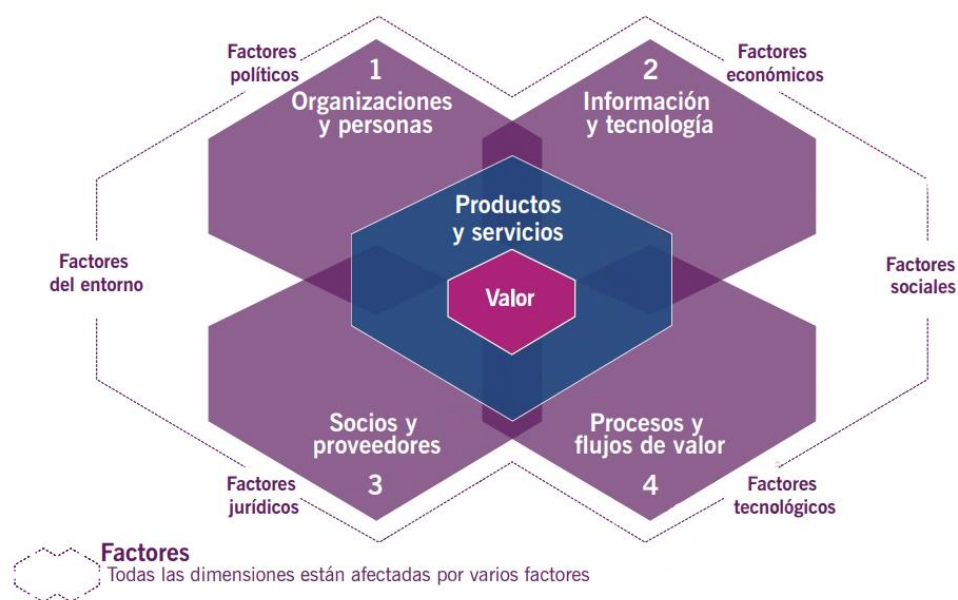 Factores
políticos
1
Organizaciones
y personas
2
Información
y tecnología
Factores
económicos
Productos
y servicios
Factores
del entorno
Valor
Factores
sociales
Socios y
proveedores
3
Procesos y
flujos de valor
4
Factores
jurídicos
Factores
tecnológicos
Factores
Todas las dimensiones están afectadas por varios factores